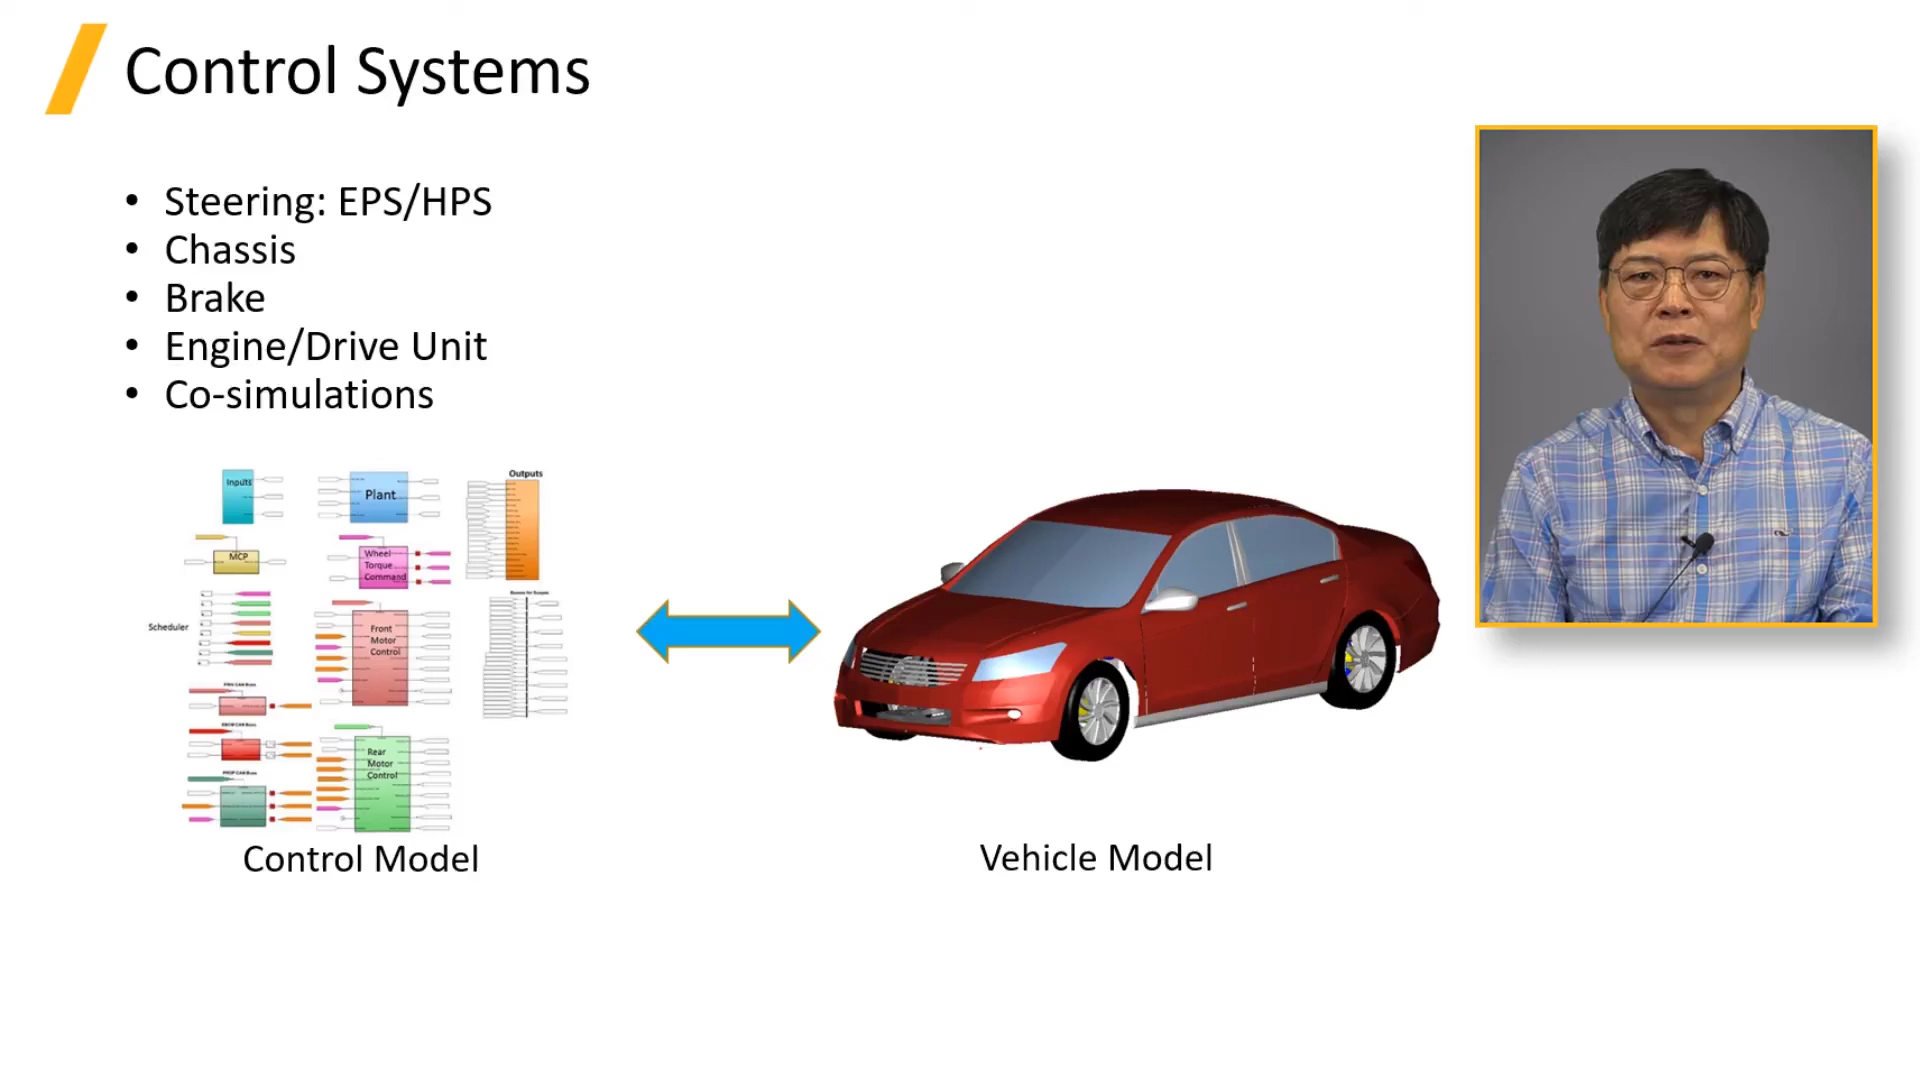 Control Systems
• Steering: EPS/HPS
• Chassis
• Brake
• Engine/Drive Unit
• Co-simulations
Inputs
Plant
Outputs
MCP
Wheel
Torque
Command
Scheduler
Front
Motor
Control
Rear
Motor
Control
Control Model
Vehicle Model